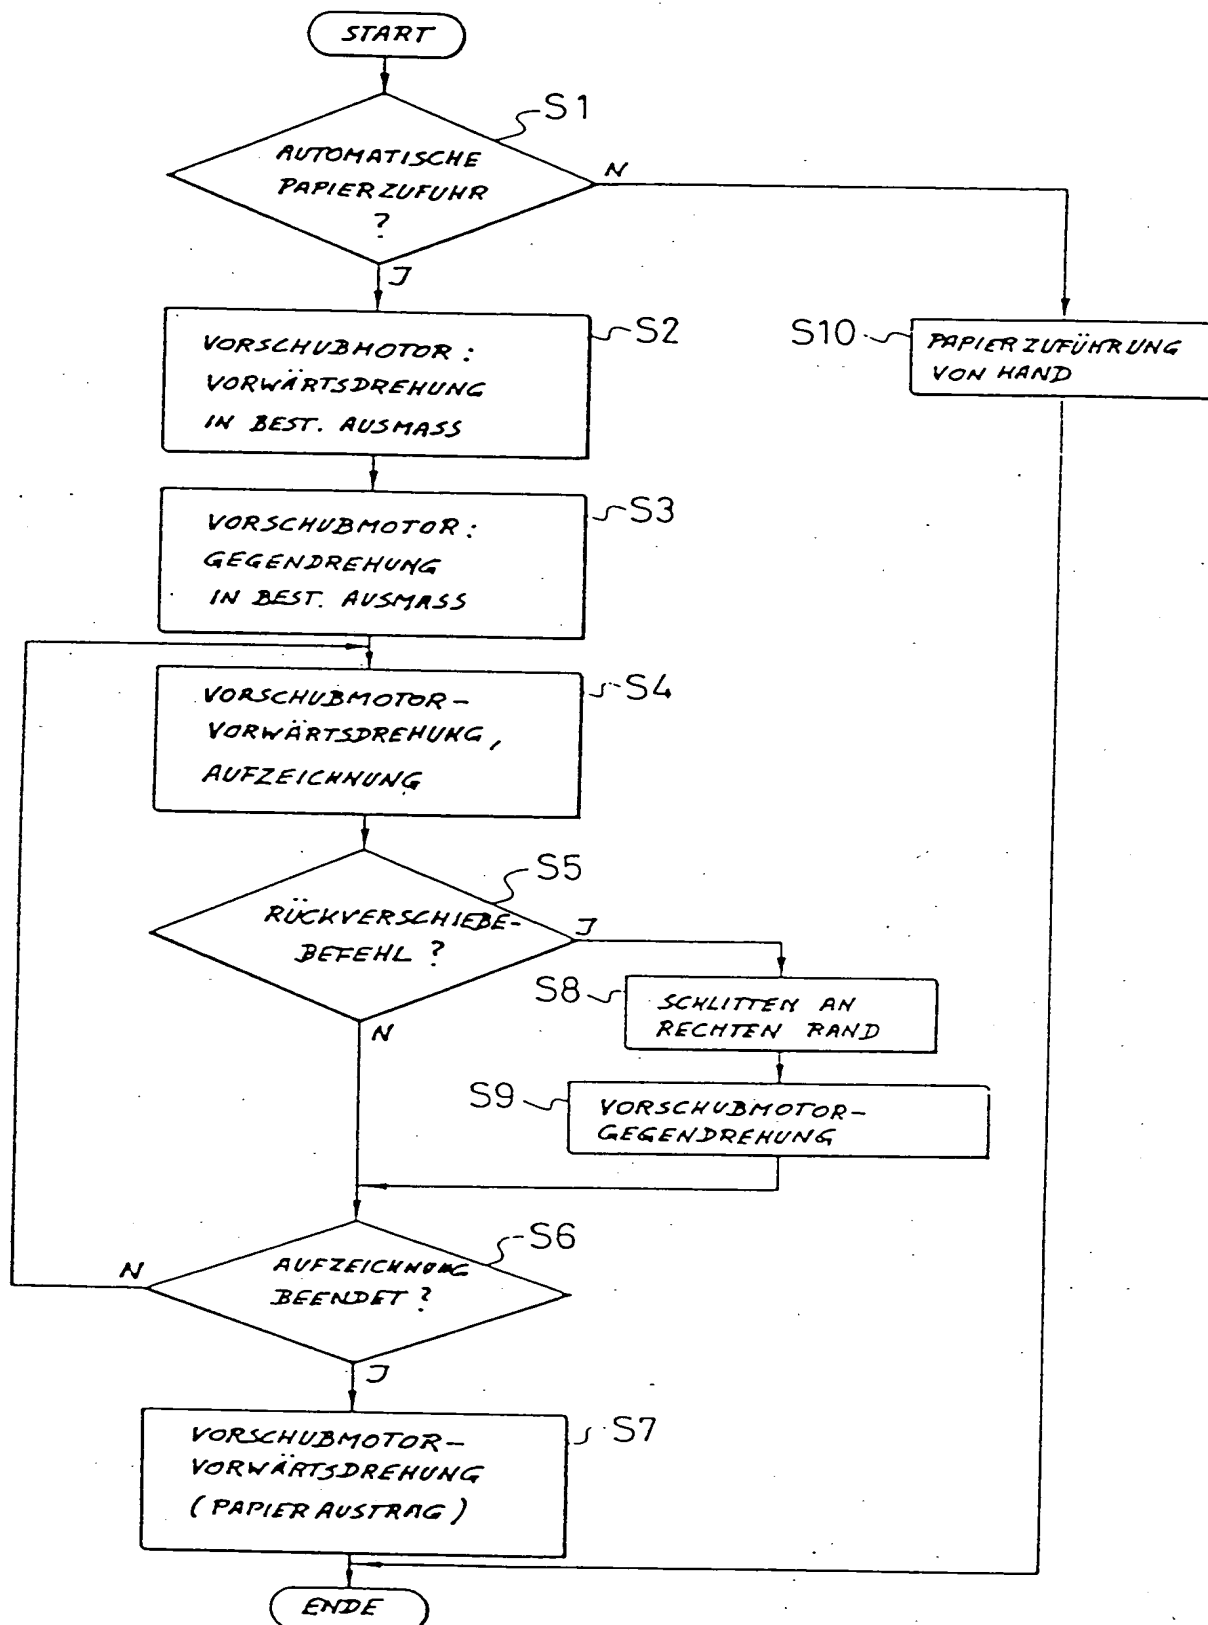 START
S1
AUTOMATISCHE
PAPIERZUFUHR
?
N
J
S2
VORSCHUBMOTOR:
VORWÄRTSDREHUNG
IN BEST. AUSMASS
S10
PAPIERZUFÜHRUNG
VON HAND
S3
VORSCHUBMOTOR:
GEGENDREHUNG
IN BEST. AUSMASS
S4
VORSCHUBMOTOR-
VORWÄRTSDREHUNG,
AUFZEICHNUNG
S5
RÜCKVERSCHIEBE-
BEFEHL?
J
N
S8
SCHLITTEN AN
RECHTEN RAND
S9
VORSCHUBMOTOR-
GEGENDREHUNG
S6
AUFZEICHNUNG
BEENDET?
N
J
S7
VORSCHUBMOTOR-
VORWÄRTSDREHUNG
(PAPIERAUSTRAG)
ENDE